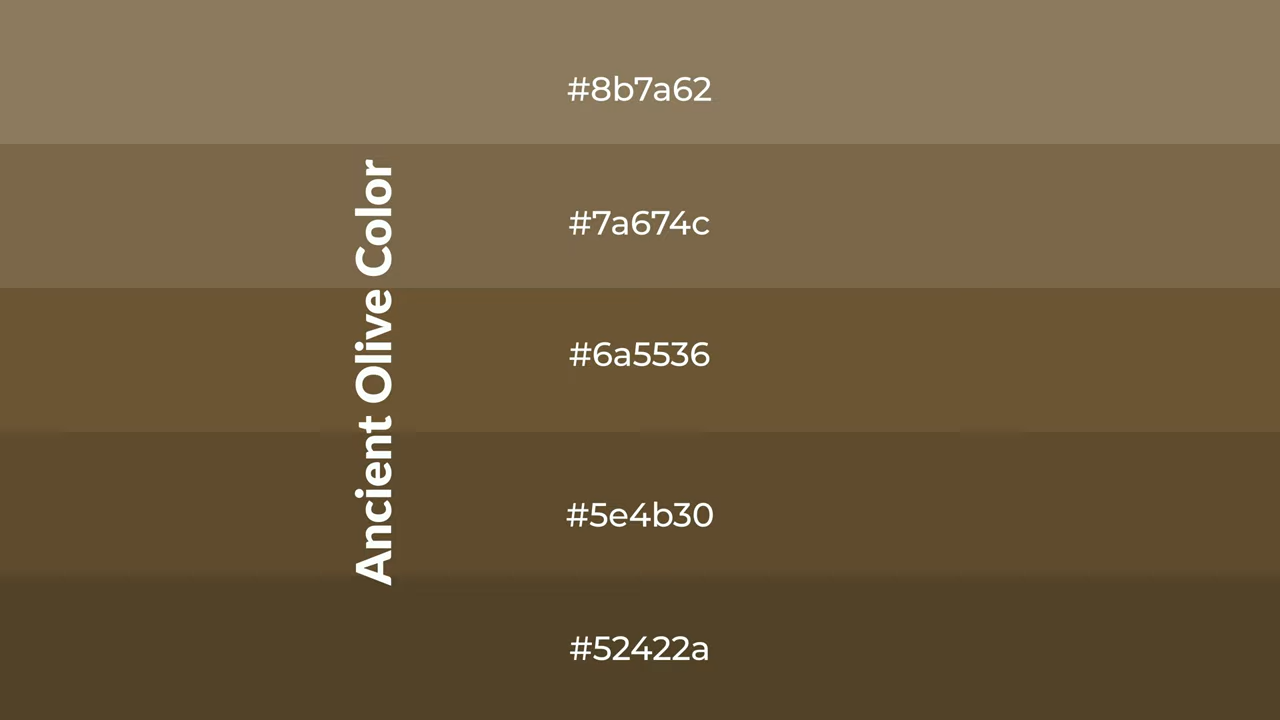 Ancient Olive Color
#8b7a62
#7a674c
#6a5536
#5e4b30
#52422a